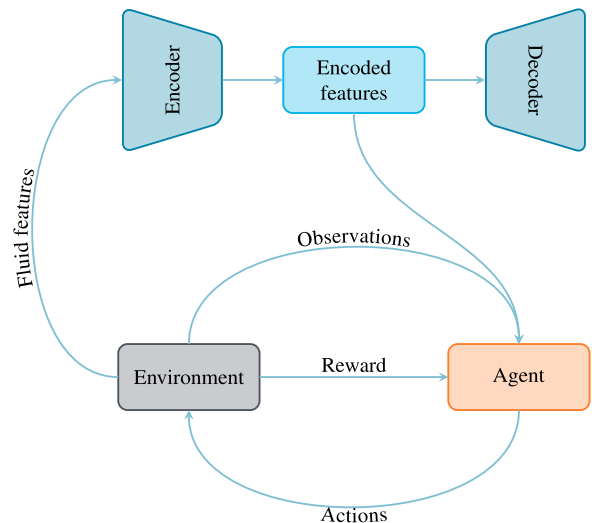 Encoder
Encoded
features
Decoder
Fluid features
Observations
Environment
Reward
Agent
Actions